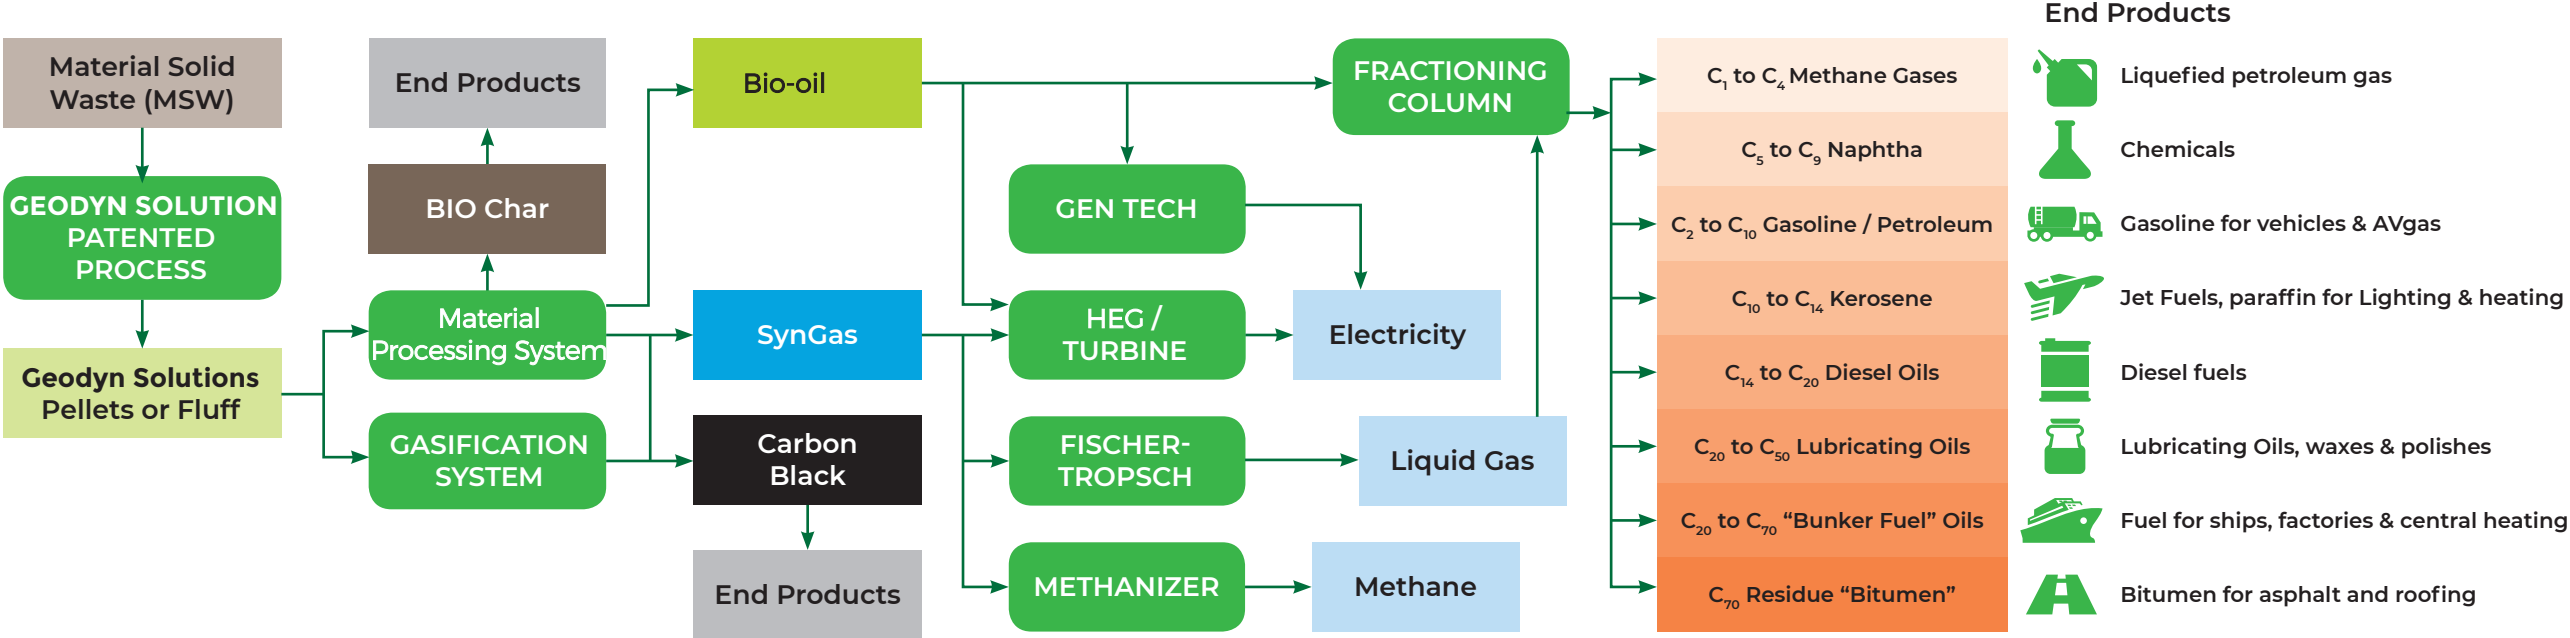 Material Solid
Waste (MSW)
GEODYN SOLUTION
PATENTED
PROCESS
Geodyn Solutions
Pellets or Fluff
End Products
BIO Char
Material
Processing System
GASIFICATION
SYSTEM
Bio-oil
SynGas
Carbon
Black
End Products
GEN TECH
HEG /
TURBINE
FISCHER-
TROPSCH
METHANIZER
FRACTIONING
COLUMN
Electricity
Liquid Gas
Methane
End Products
C1 to C4 Methane Gases
Liquefied petroleum gas
C5 to C9 Naphtha
Chemicals
C2 to C10 Gasoline / Petroleum
Gasoline for vehicles & AVgas
C10 to C14 Kerosene
Jet Fuels, paraffin for Lighting & heating
C14 to C20 Diesel Oils
Diesel fuels
C20 to C50 Lubricating Oils
Lubricating Oils, waxes & polishes
C20 to C70 “Bunker Fuel” Oils
Fuel for ships, factories & central heating
C70 Residue “Bitumen”
Bitumen for asphalt and roofing